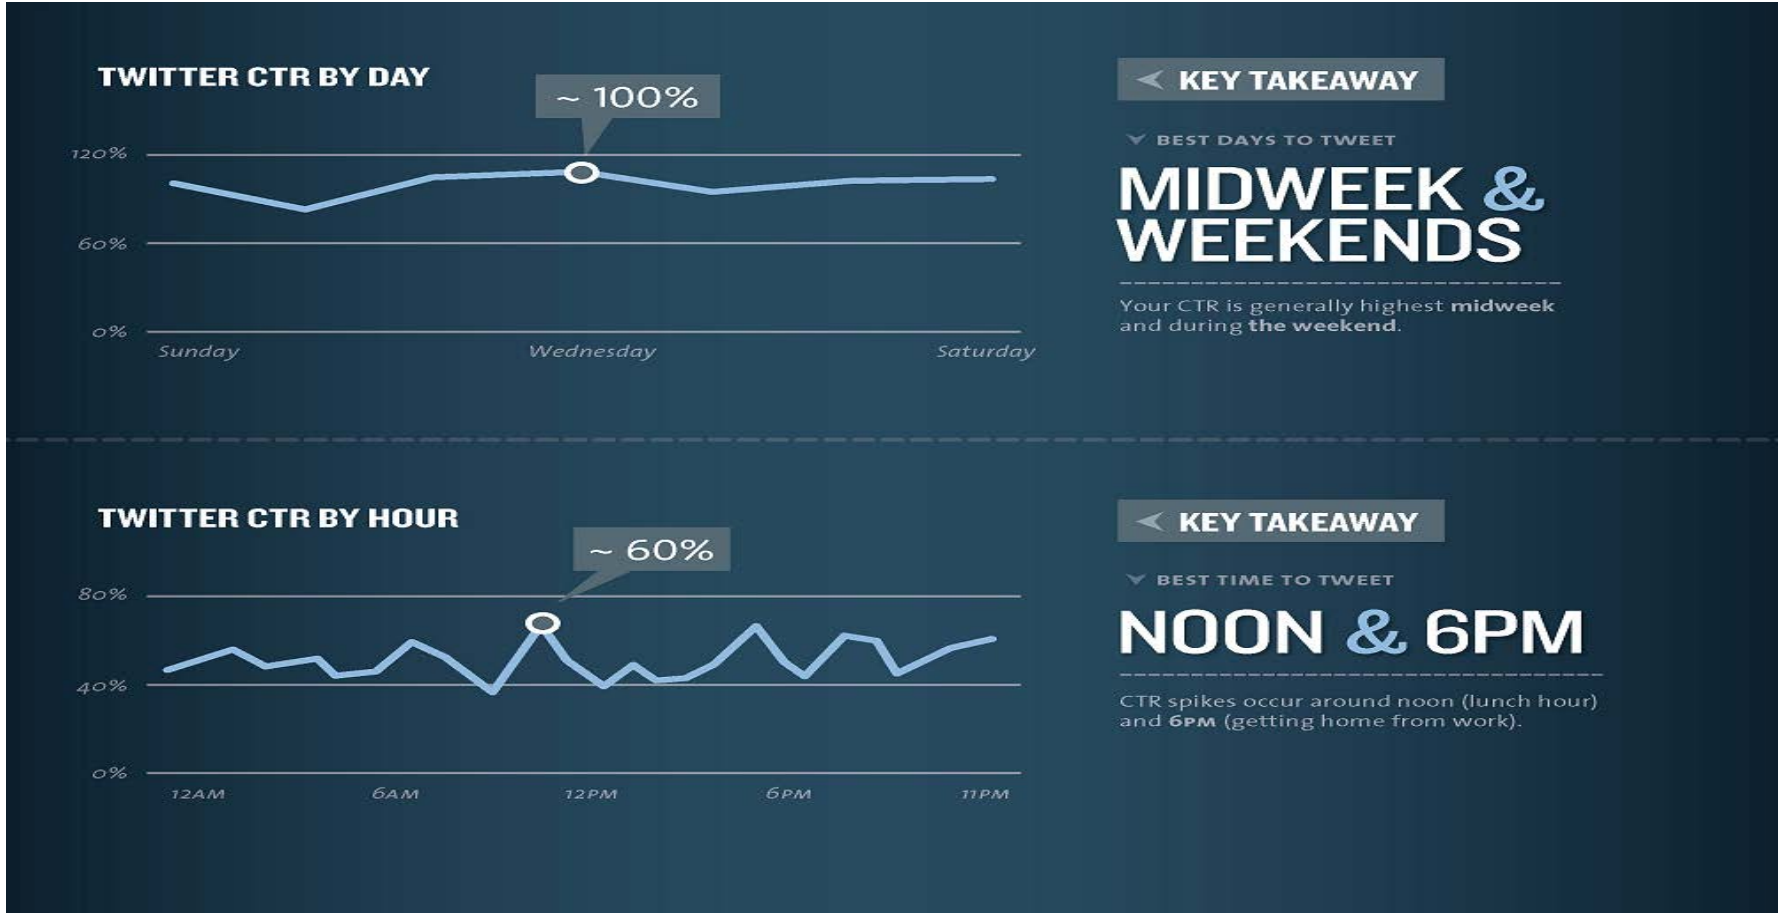 TWITTER CTR BY DAY
~ 100%
120%
60%
0%
Sunday
Wednesday
Saturday
KEY TAKEAWAY
BEST DAYS TO TWEET
MIDWEEK &
WEEKENDS
Your CTR is generally highest midweek
and during the weekend.
TWITTER CTR BY HOUR
~ 60%
80%
40%
0%
12AM
6AM
12PM
6PM
11PM
KEY TAKEAWAY
BEST TIME TO TWEET
NOON & 6PM
CTR spikes occur around noon (lunch hour)
and 6PM (getting home from work).